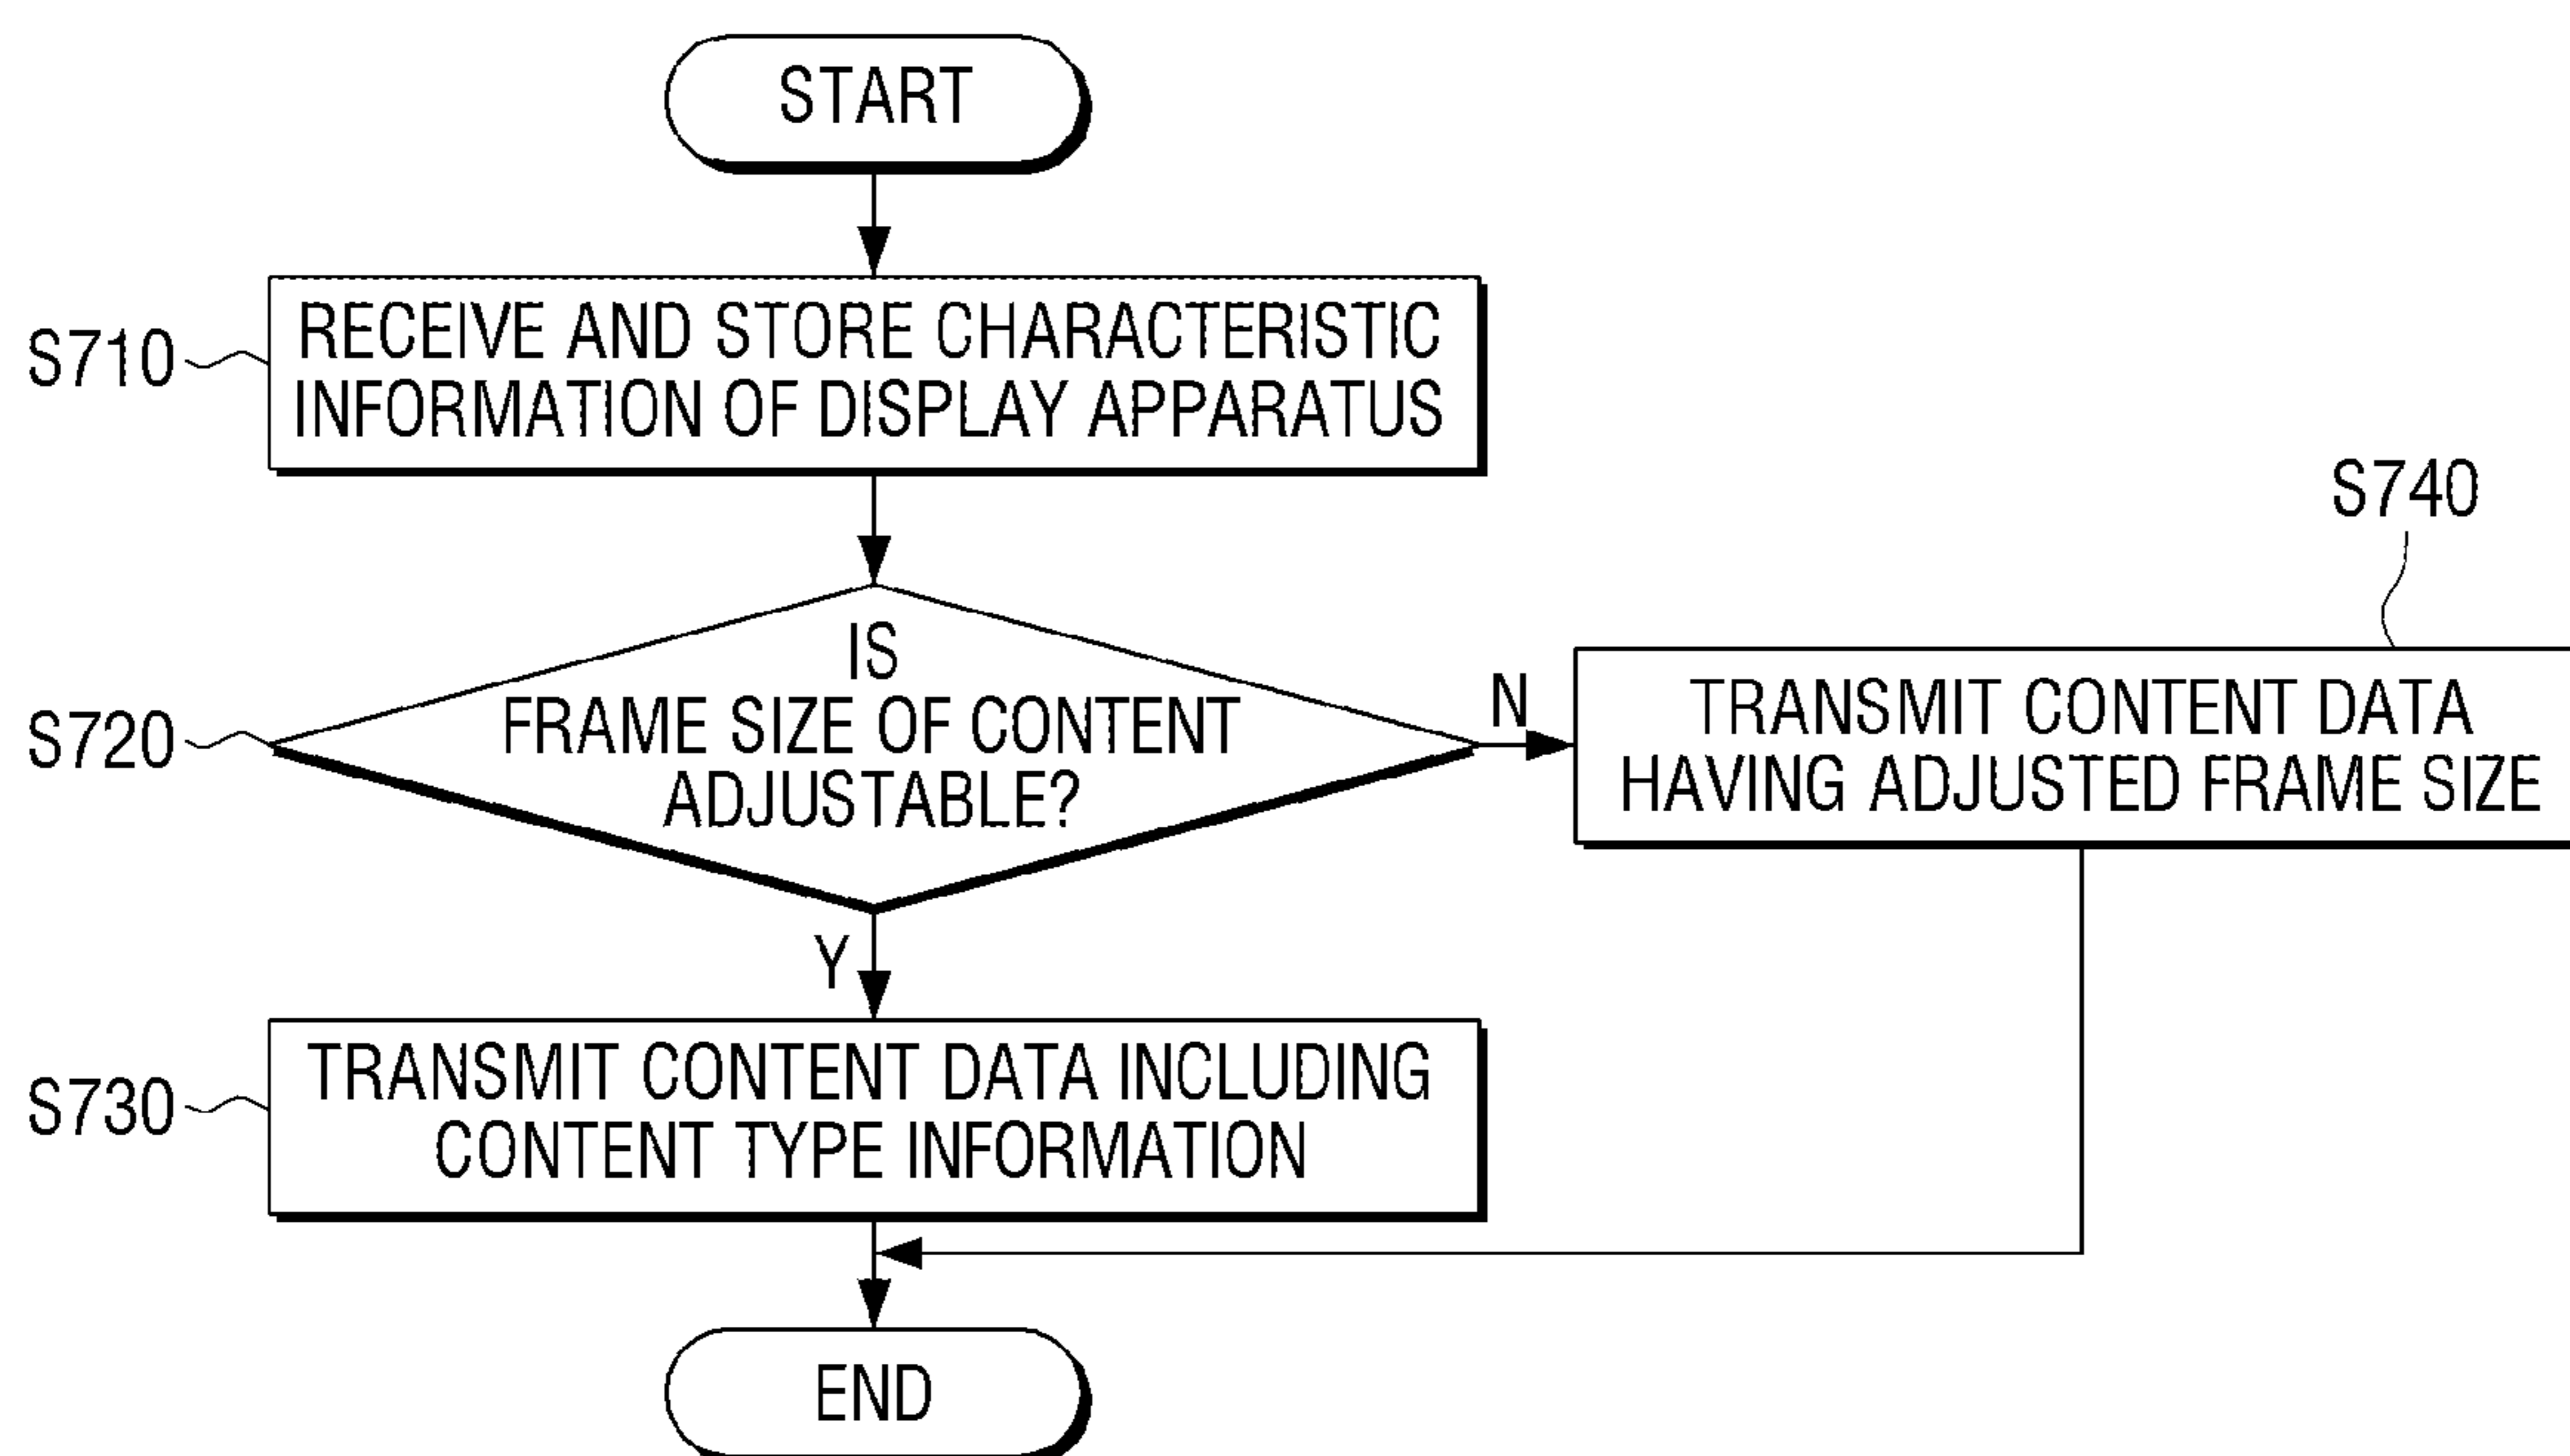 START
S710
RECEIVE AND STORE CHARACTERISTIC
INFORMATION OF DISPLAY APPARATUS
S720
IS
FRAME SIZE OF CONTENT
ADJUSTABLE?
N
S740
TRANSMIT CONTENT DATA
HAVING ADJUSTED FRAME SIZE
Y
S730
TRANSMIT CONTENT DATA INCLUDING
CONTENT TYPE INFORMATION
END